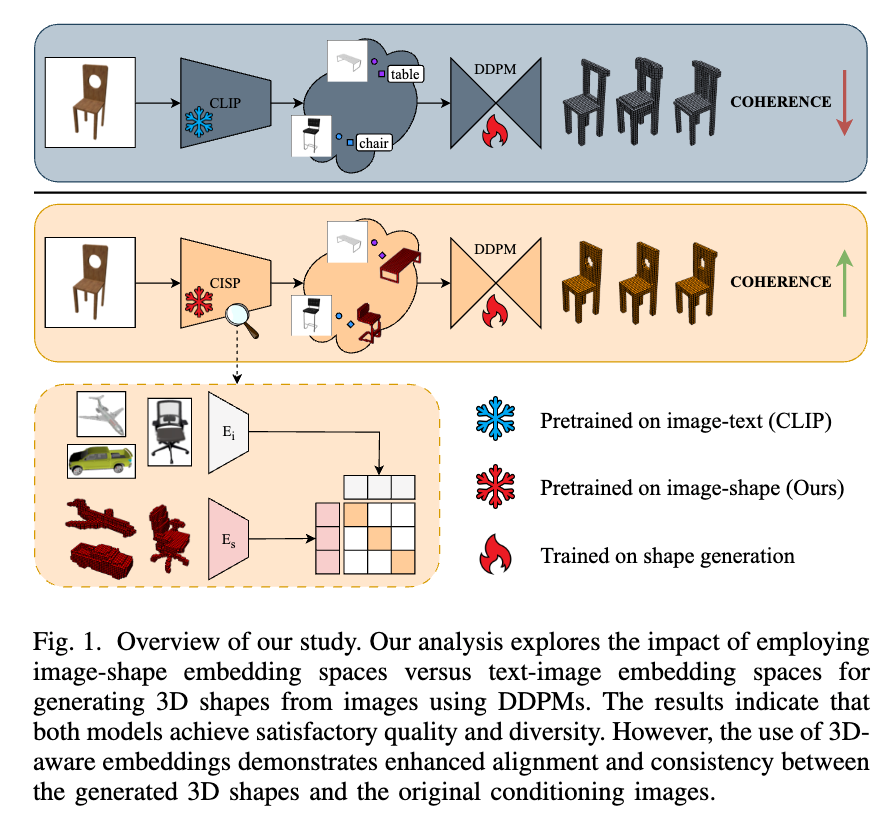 CLIP
table
chair
DDPM
COHERENCE
CISP
DDPM
COHERENCE
Ei
Es
Pretrained on image-text (CLIP)
Pretrained on image-shape (Ours)
Trained on shape generation
Fig. 1. Overview of our study. Our analysis explores the impact of employing
image-shape embedding spaces versus text-image embedding spaces for
generating 3D shapes from images using DDPMs. The results indicate that
both models achieve satisfactory quality and diversity. However, the use of 3D-
aware embeddings demonstrates enhanced alignment and consistency between
the generated 3D shapes and the original conditioning images.